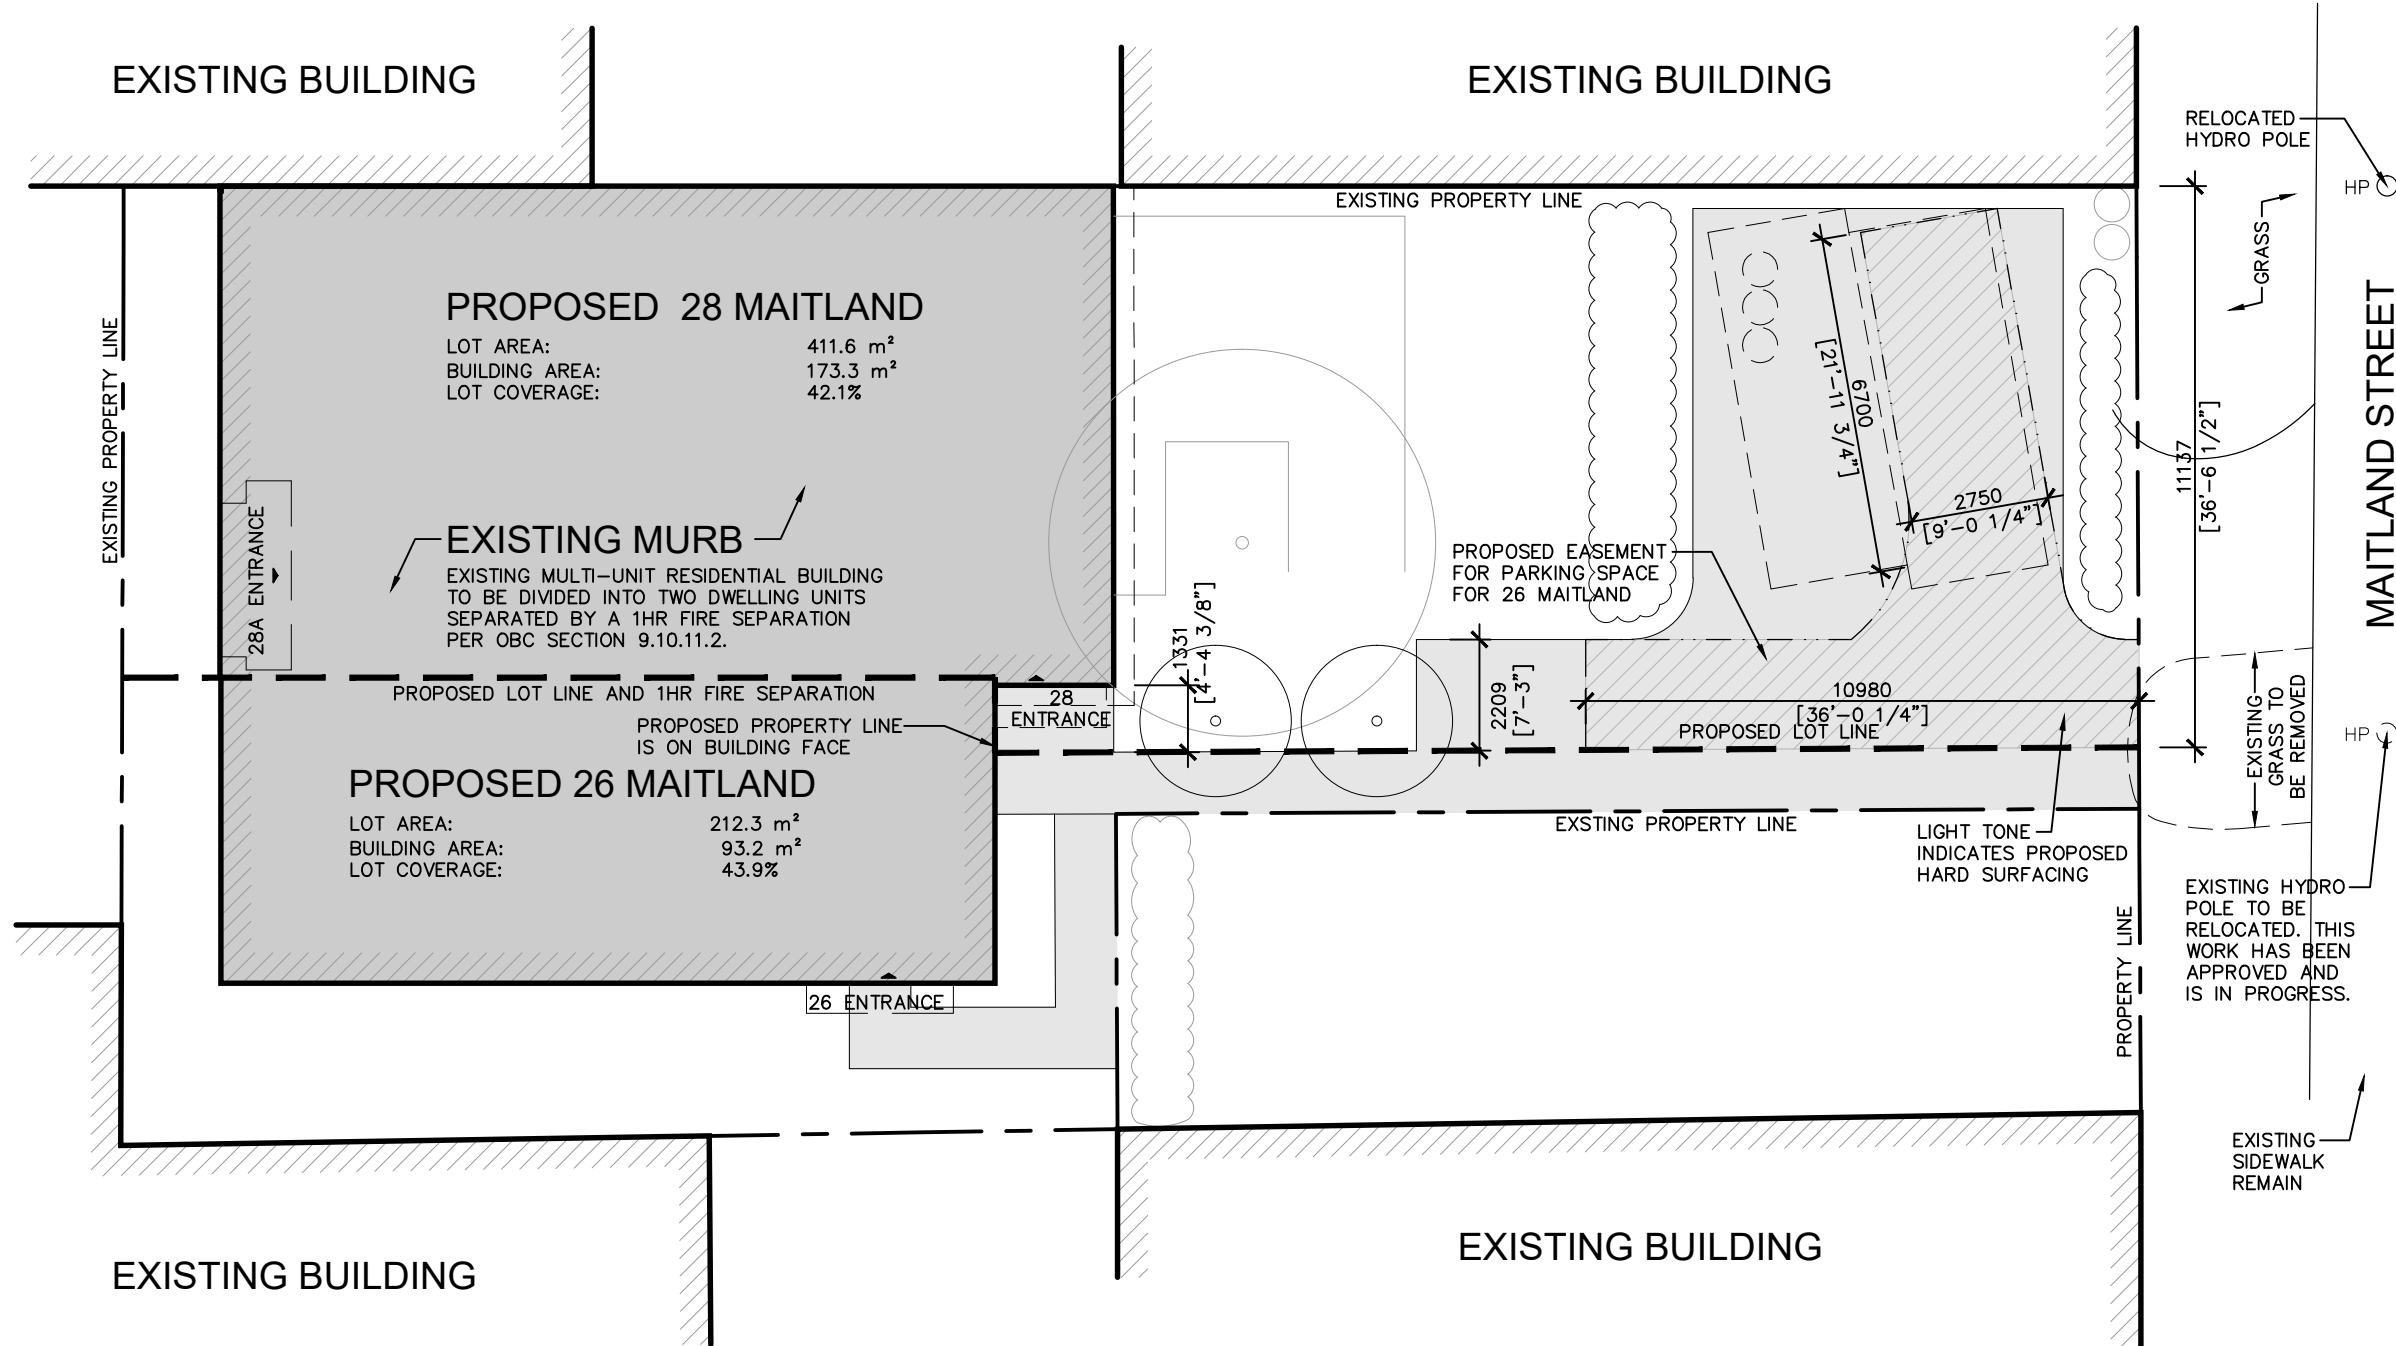 EXISTING BUILDING
EXISTING BUILDING
RELOCATED
HYDRO POLE
HP
EXISTING PROPERTY LINE
GRASS
PROPOSED 28 MAITLAND
LOT AREA: 411.6 m²
BUILDING AREA: 173.3 m²
LOT COVERAGE: 42.1%
EXISTING PROPERTY LINE
6700
[21'-11 3/4"]
2750
[9'-0 1/4"]
11137
[36'-6 1/2"]
MAITLAND STREET
28A ENTRANCE
EXISTING MURB
EXISTING MULTI-UNIT RESIDENTIAL BUILDING
TO BE DIVIDED INTO TWO DWELLING UNITS
SEPARATED BY A 1HR FIRE SEPARATION
PER OBC SECTION 9.10.11.2.
PROPOSED EASEMENT
FOR PARKING SPACE
FOR 26 MAITLAND
1331
[4'-4 3/8"]
PROPOSED LOT LINE AND 1HR FIRE SEPARATION
28
ENTRANCE
2209
[7'-3"]
10980
[36'-0 1/4"]
PROPOSED LOT LINE
EXISTING
GRASS TO
BE REMOVED
HP
PROPOSED PROPERTY LINE
IS ON BUILDING FACE
PROPOSED 26 MAITLAND
LOT AREA: 212.3 m²
BUILDING AREA: 93.2 m²
LOT COVERAGE: 43.9%
EXSTING PROPERTY LINE
LIGHT TONE
INDICATES PROPOSED
HARD SURFACING
EXISTING HYDRO
POLE TO BE
RELOCATED. THIS
WORK HAS BEEN
APPROVED AND
IS IN PROGRESS.
PROPERTY LINE
26 ENTRANCE
EXISTING
SIDEWALK
REMAIN
EXISTING BUILDING
EXISTING BUILDING